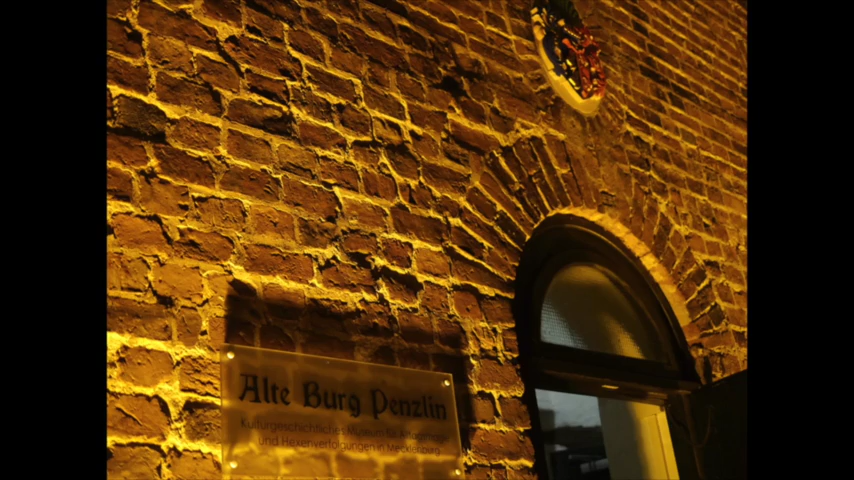 Alte Burg Penzlin
Kulturgeschichtliches Museum für Alltagsmagie
und Hexenverfolgungen in Mecklenburg